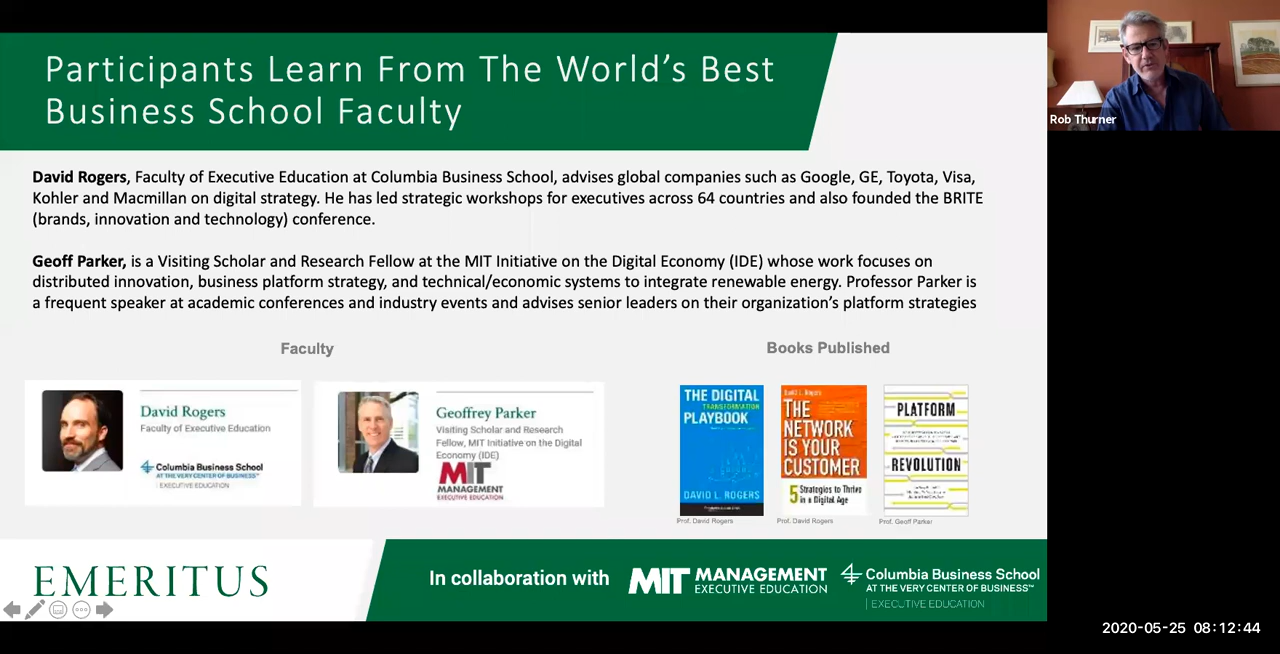 Participants Learn From The World's Best
Business School Faculty
Rob Thurner
David Rogers, Faculty of Executive Education at Columbia Business School, advises global companies such as Google, GE, Toyota, Visa,
Kohler and Macmillan on digital strategy. He has led strategic workshops for executives across 64 countries and also founded the BRITE
(brands, innovation and technology) conference.
Geoff Parker, is a Visiting Scholar and Research Fellow at the MIT Initiative on the Digital Economy (IDE) whose work focuses on
distributed innovation, business platform strategy, and technical/economic systems to integrate renewable energy. Professor Parker is
a frequent speaker at academic conferences and industry events and advises senior leaders on their organization's platform strategies
Faculty
Books Published
David Rogers
Faculty of Executive Education
Columbia Business School
AT THE VERY CENTER OF BUSINESS™
EXECUTIVE EDUCATION
Geoffrey Parker
Visiting Scholar and Research
Fellow, MIT Initiative on the Digital
Economy (IDE)
MIT
MANAGEMENT
EXECUTIVE EDUCATION
THE DIGITAL
TRANSFORMATION
PLAYBOOK
DAVID L. ROGERS
Prof. David Rogers
David L. Rogers
THE
NETWORK
IS YOUR
CUSTOMER
5 Strategies to Thrive
in a Digital Age
Prof. David Rogers
PLATFORM
REVOLUTION
Prof. Geoff Parker
EMERITUS
In collaboration with
MIT MANAGEMENT
EXECUTIVE EDUCATION
Columbia Business School
AT THE VERY CENTER OF BUSINESS™
EXECUTIVE EDUCATION
2020-05-25 08:12:44